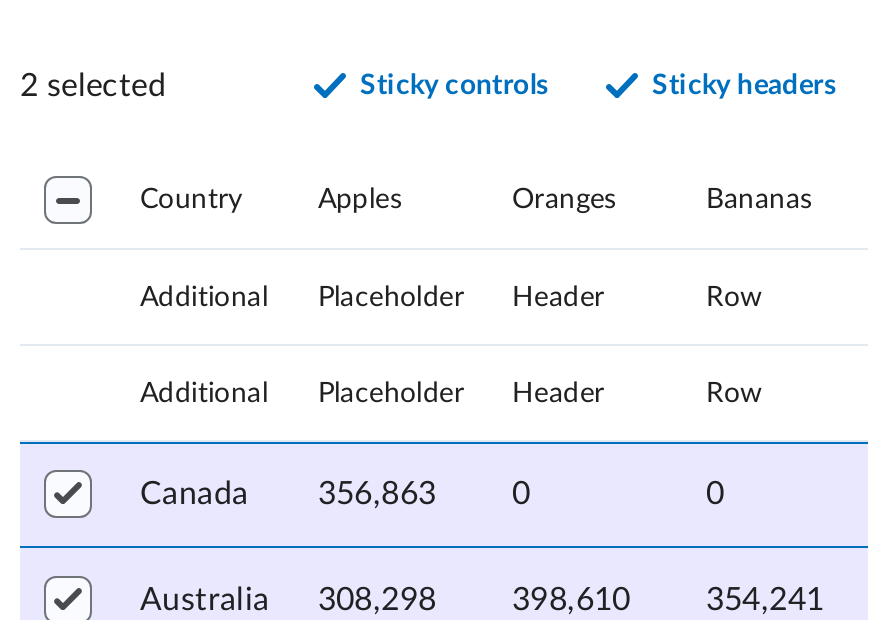 2 selected Sticky controls Sticky headers
Country Apples Oranges Bananas
Additional Placeholder Header Row
Additional Placeholder Header Row
Canada 356,863 0 0
Australia 308,298 398,610 354,241